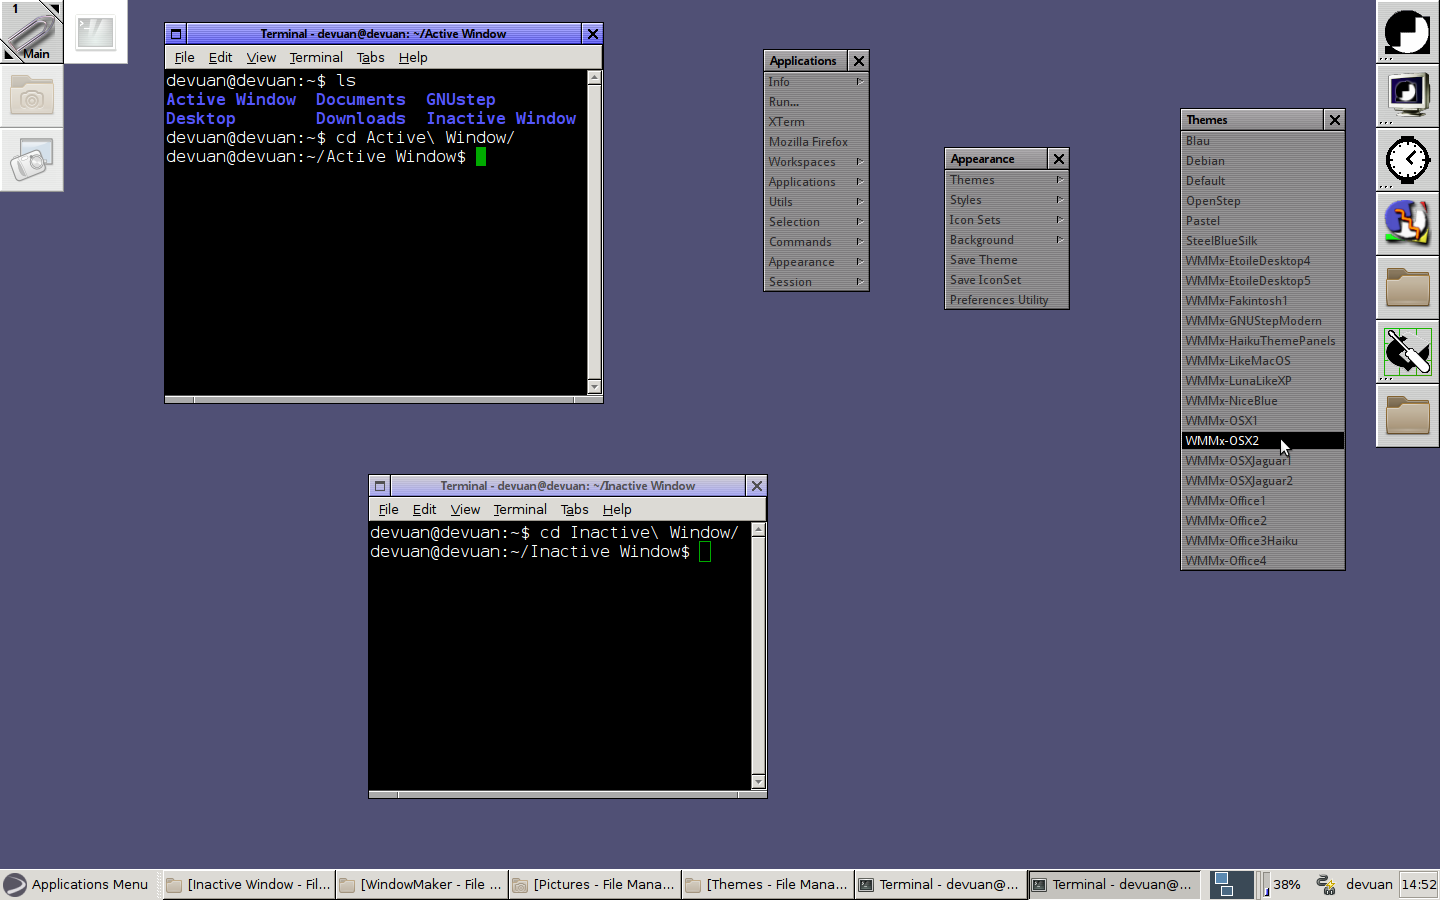 1
Main
Terminal - devuan@devuan: ~/Active Window
File Edit View Terminal Tabs Help
devuan@devuan:~$ ls
Active Window Documents GNUstep
Desktop Downloads Inactive Window
devuan@devuan:~$ cd Active\ Window/
devuan@devuan:~/Active Window$
Applications
Info
Run...
XTerm
Mozilla Firefox
Workspaces
Applications
Utils
Selection
Commands
Appearance
Session
Appearance
Themes
Styles
Icon Sets
Background
Save Theme
Save IconSet
Preferences Utility
Themes
Blau
Debian
Default
OpenStep
Pastel
SteelBlueSilk
WMMx-EtoileDesktop4
WMMx-EtoileDesktop5
WMMx-Fakintosh1
WMMx-GNUStepModern
WMMx-HaikuThemePanels
WMMx-LikeMacOS
WMMx-LunaLikeXP
WMMx-NiceBlue
WMMx-OSX1
WMMx-OSX2
WMMx-OSXJaguar1
WMMx-OSXJaguar2
WMMx-Office1
WMMx-Office2
WMMx-Office3Haiku
WMMx-Office4
Terminal - devuan@devuan: ~/Inactive Window
File Edit View Terminal Tabs Help
devuan@devuan:~$ cd Inactive\ Window/
devuan@devuan:~/Inactive Window$
Applications Menu
[Inactive Window - Fil...
[WindowMaker - File ...
[Pictures - File Mana...
[Themes - File Mana...
Terminal - devuan@...
Terminal - devuan@...
38%
devuan
14:52